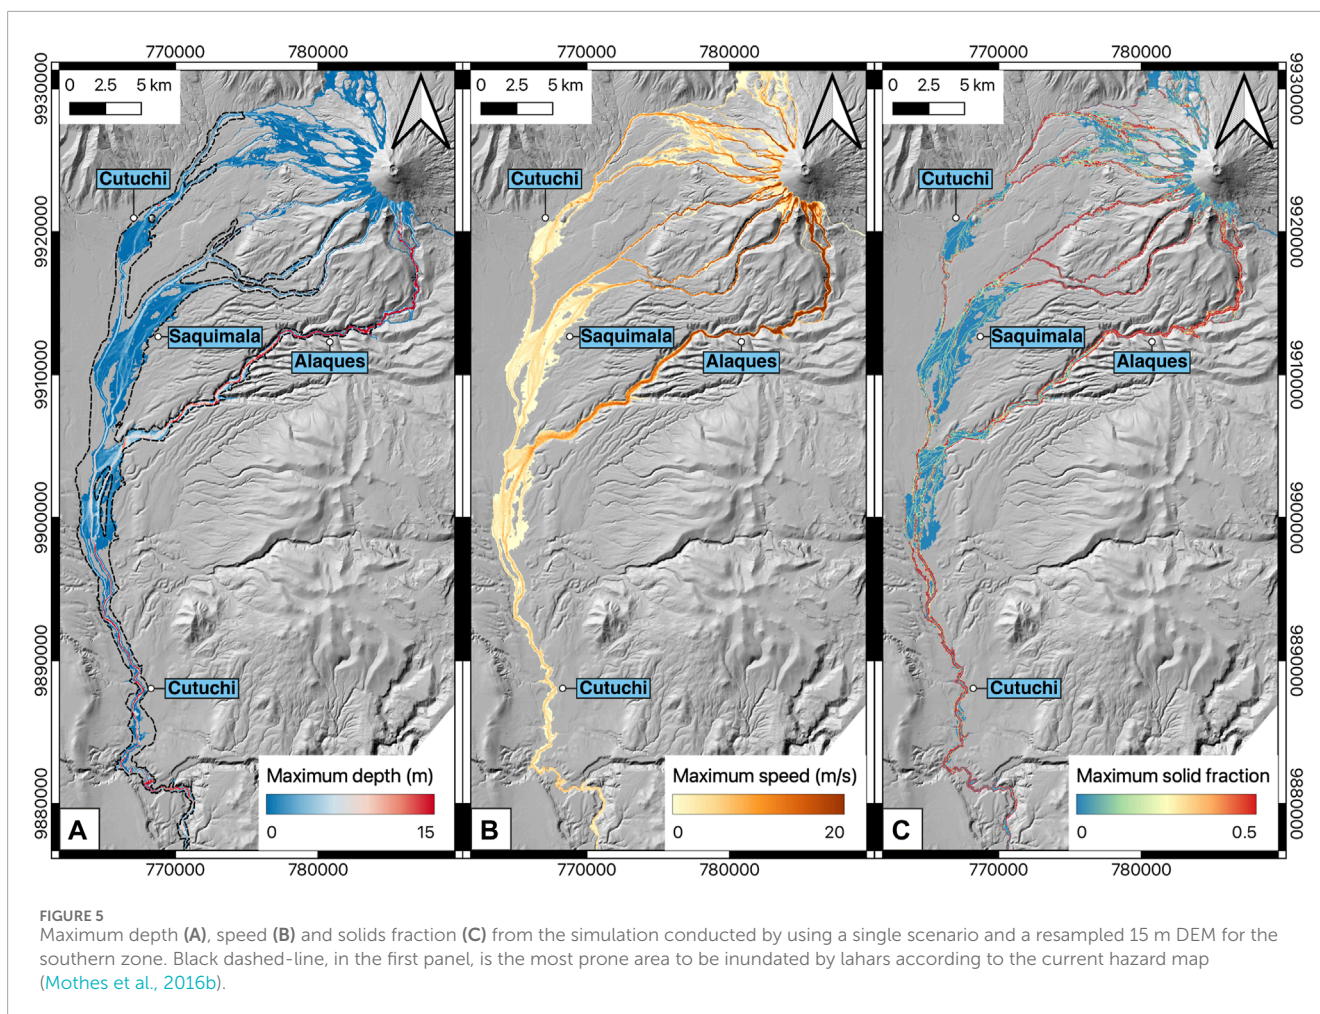 770000 780000
770000 780000
770000 780000
0 2.5 5 km
0 2.5 5 km
0 2.5 5 km
9930000
9920000
9910000
9900000
9890000
9880000
Cutuchi
Saquimala
Alaques
Cutuchi
Maximum depth (m)
0 15
A
Cutuchi
Saquimala
Alaques
Cutuchi
Maximum speed (m/s)
0 20
B
Cutuchi
Saquimala
Alaques
Cutuchi
Maximum solid fraction
0 0.5
C
9930000
9920000
9910000
9900000
9890000
9880000
770000 780000
770000 780000
770000 780000
FIGURE 5
Maximum depth (A), speed (B) and solids fraction (C) from the simulation conducted by using a single scenario and a resampled 15 m DEM for the
southern zone. Black dashed-line, in the first panel, is the most prone area to be inundated by lahars according to the current hazard map
(Mothes et al., 2016b).